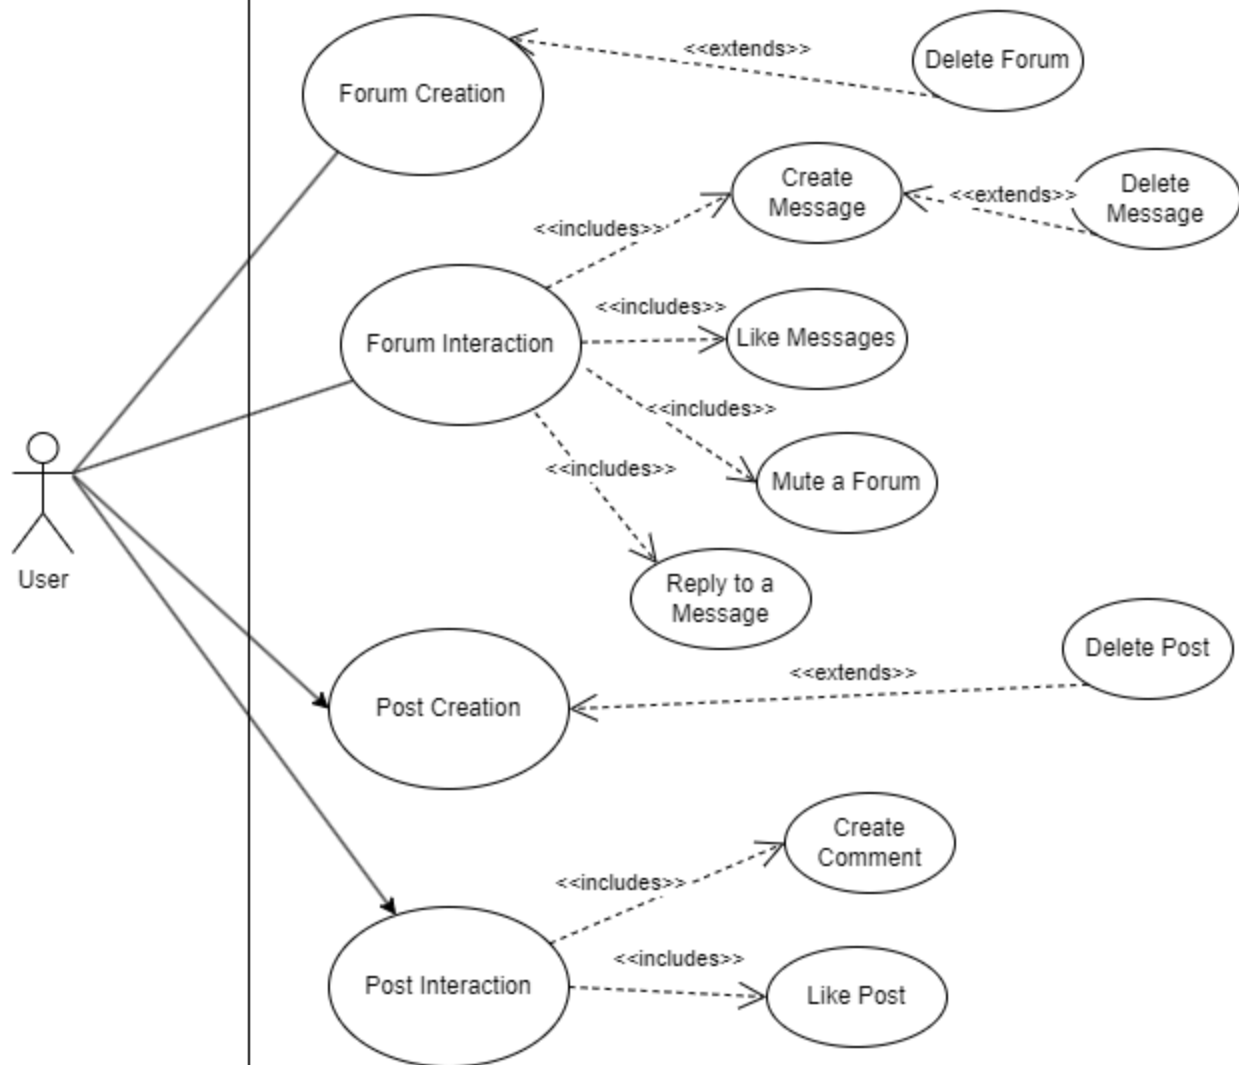 Forum Creation
<<extends>>
Delete Forum
Create
Message
<<extends>>
Delete
Message
<<includes>>
Forum Interaction
<<includes>>
Like Messages
<<includes>>
Mute a Forum
<<includes>>
Reply to a
Message
User
Post Creation
<<extends>>
Delete Post
Create
Comment
<<includes>>
Post Interaction
<<includes>>
Like Post